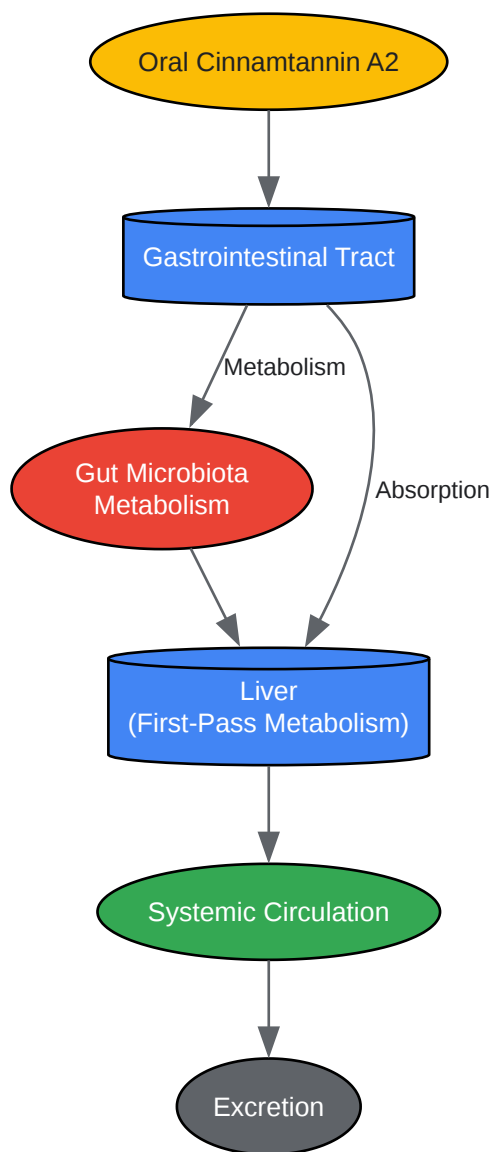 Oral Cinnamtannin A2
Gastrointestinal Tract
Metabolism
Gut Microbiota
Metabolism
Absorption
Liver
(First-Pass Metabolism)
Systemic Circulation
Excretion